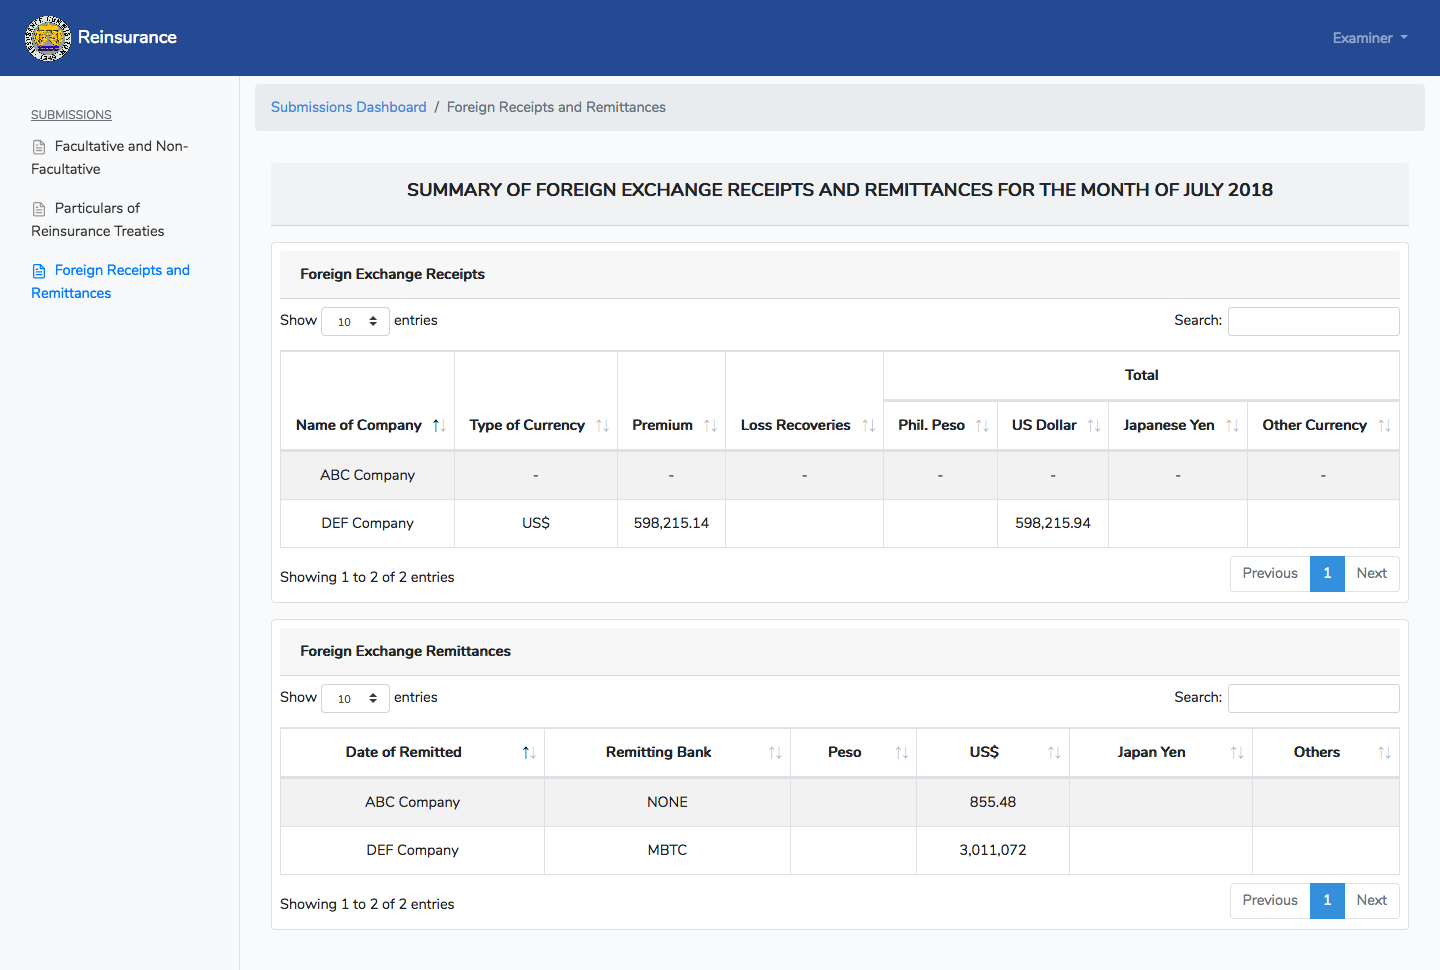 Reinsurance
Examiner
SUBMISSIONS
Facultative and Non-
Facultative
Particulars of
Reinsurance Treaties
Foreign Receipts and
Remittances
Submissions Dashboard / Foreign Receipts and Remittances
SUMMARY OF FOREIGN EXCHANGE RECEIPTS AND REMITTANCES FOR THE MONTH OF JULY 2018
Foreign Exchange Receipts
Show 10 entries Search:
Total
Name of Company Type of Currency Premium Loss Recoveries Phil. Peso US Dollar Japanese Yen Other Currency
ABC Company - - - - - - -
DEF Company US$ 598,215.14 598,215.94
Showing 1 to 2 of 2 entries Previous 1 Next
Foreign Exchange Remittances
Show 10 entries Search:
Date of Remitted Remitting Bank Peso US$ Japan Yen Others
ABC Company NONE 855.48
DEF Company MBTC 3,011,072
Showing 1 to 2 of 2 entries Previous 1 Next